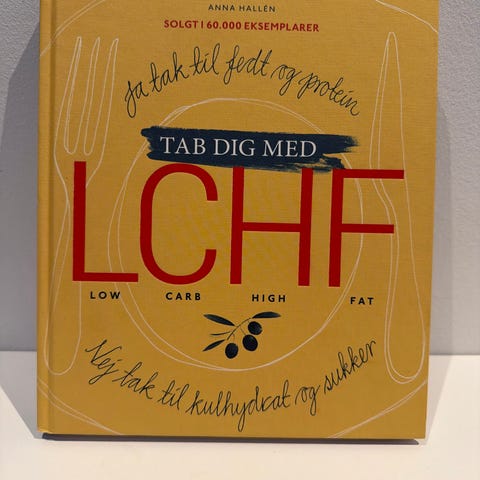 ANNA HALLÉN
SOLGT I 60.000 EKSEMPLARER
Ja tak til fedt og protein
TAB DIG MED
LCHF
LOW CARB HIGH FAT
Nej tak til kulhydrat og sukker